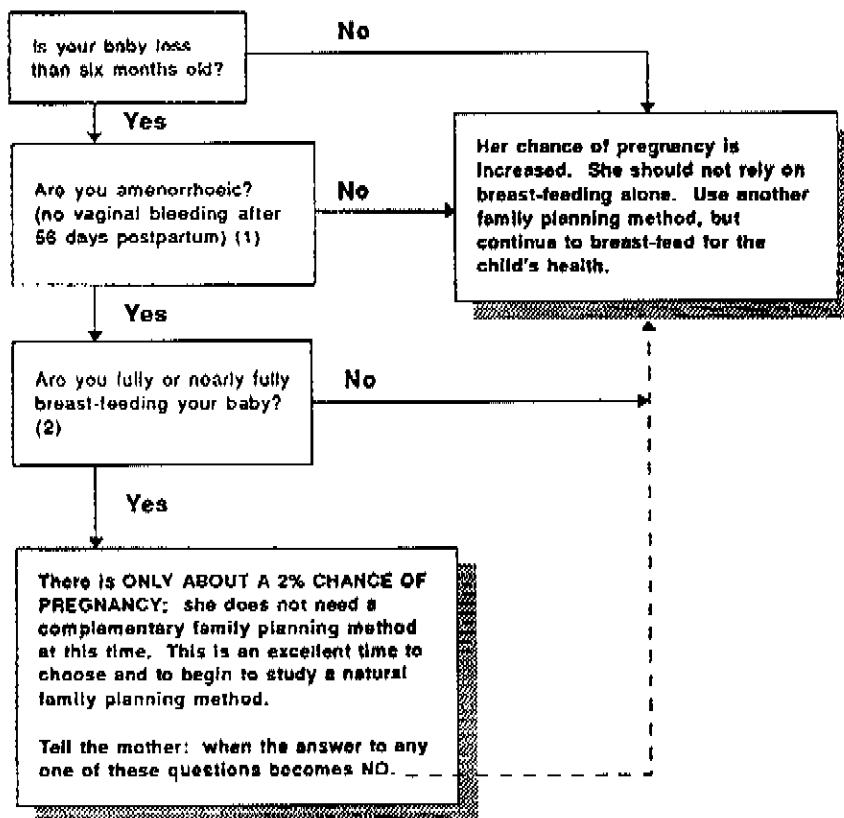 Is your baby less
than six months old?
No
Yes
Her chance of pregnancy is
increased. She should not rely on
breast-feeding alone. Use another
family planning method, but
continue to breast-feed for the
child's health.
Are you amenorrhoeic?
(no vaginal bleeding after
56 days postpartum) (1)
No
Yes
Are you fully or nearly fully
breast-feeding your baby?
(2)
No
Yes
There is ONLY ABOUT A 2% CHANCE OF
PREGNANCY; she does not need a
complementary family planning method
at this time. This is an excellent time to
choose and to begin to study a natural
family planning method.
Tell the mother: when the answer to any
one of these questions becomes NO.